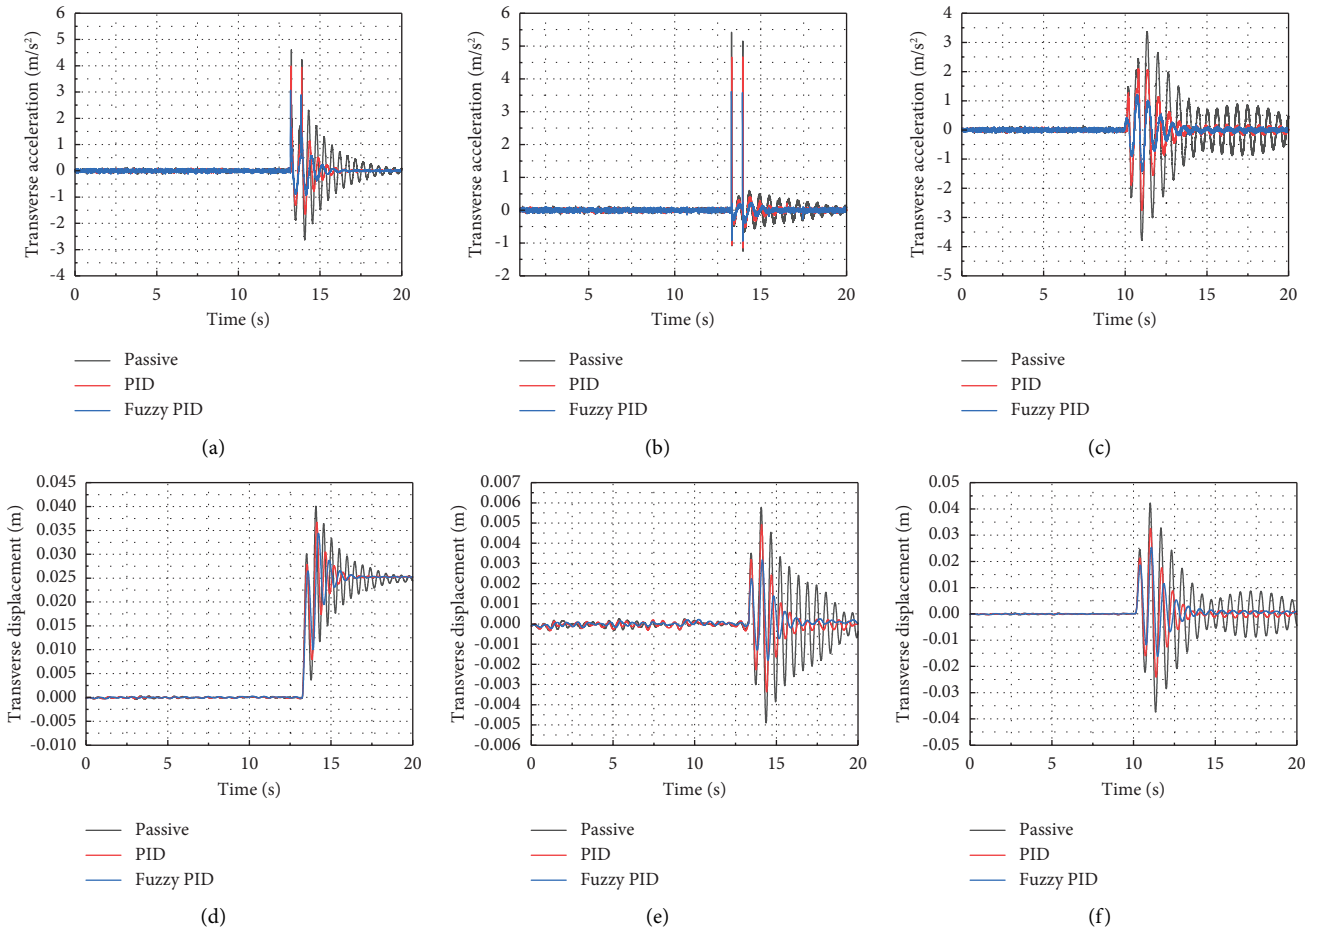 Transverse acceleration (m/s²)
6
5
4
3
2
1
0
-1
-2
-3
-4
0 5 10 15 20
Time (s)
Passive
PID
Fuzzy PID
(a)
Transverse acceleration (m/s²)
6
5
4
3
2
1
0
-1
-2
5 10 15 20
Time (s)
Passive
PID
Fuzzy PID
(b)
Transverse acceleration (m/s²)
4
3
2
1
0
-1
-2
-3
-4
-5
0 5 10 15 20
Time (s)
Passive
PID
Fuzzy PID
(c)
Transverse displacement (m)
0.045
0.040
0.035
0.030
0.025
0.020
0.015
0.010
0.005
0.000
-0.005
-0.010
0 5 10 15 20
Time (s)
Passive
PID
Fuzzy PID
(d)
Transverse displacement (m)
0.007
0.006
0.005
0.004
0.003
0.002
0.001
0.000
-0.001
-0.002
-0.003
-0.004
-0.005
-0.006
0 5 10 15 20
Time (s)
Passive
PID
Fuzzy PID
(e)
Transverse displacement (m)
0.05
0.04
0.03
0.02
0.01
0.00
-0.01
-0.02
-0.03
-0.04
-0.05
0 5 10 15 20
Time (s)
Passive
PID
Fuzzy PID
(f)